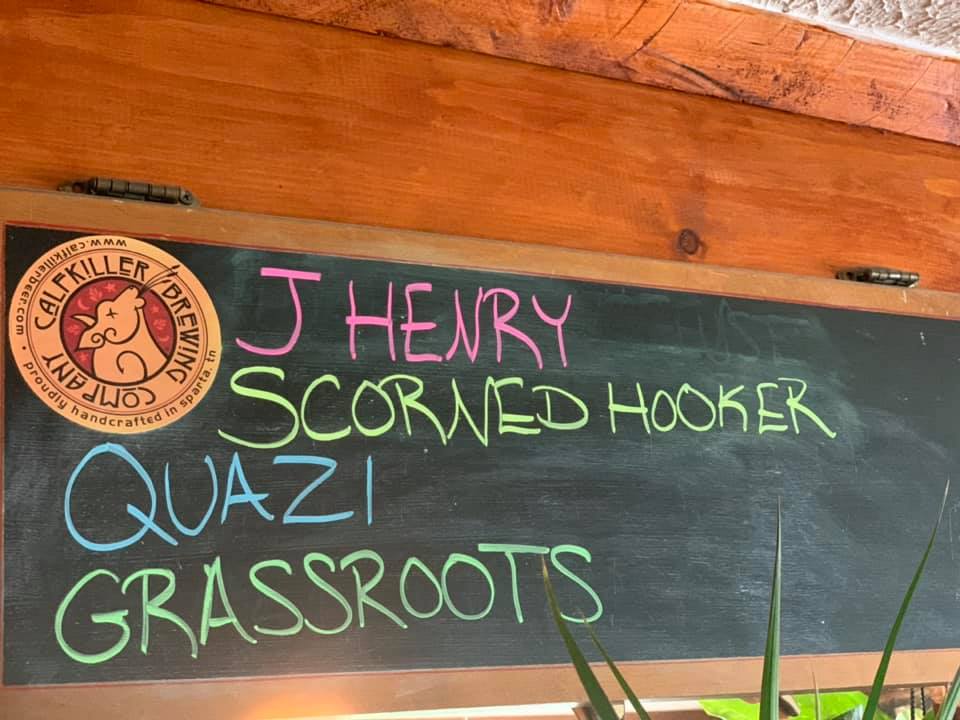 CALFKILLER BREWING COMPANY
www.calfkillerbeer.com
proudly handcrafted in sparta, tn
J HENRY
SCORNED HOOKER
QUAZI
GRASSROOTS